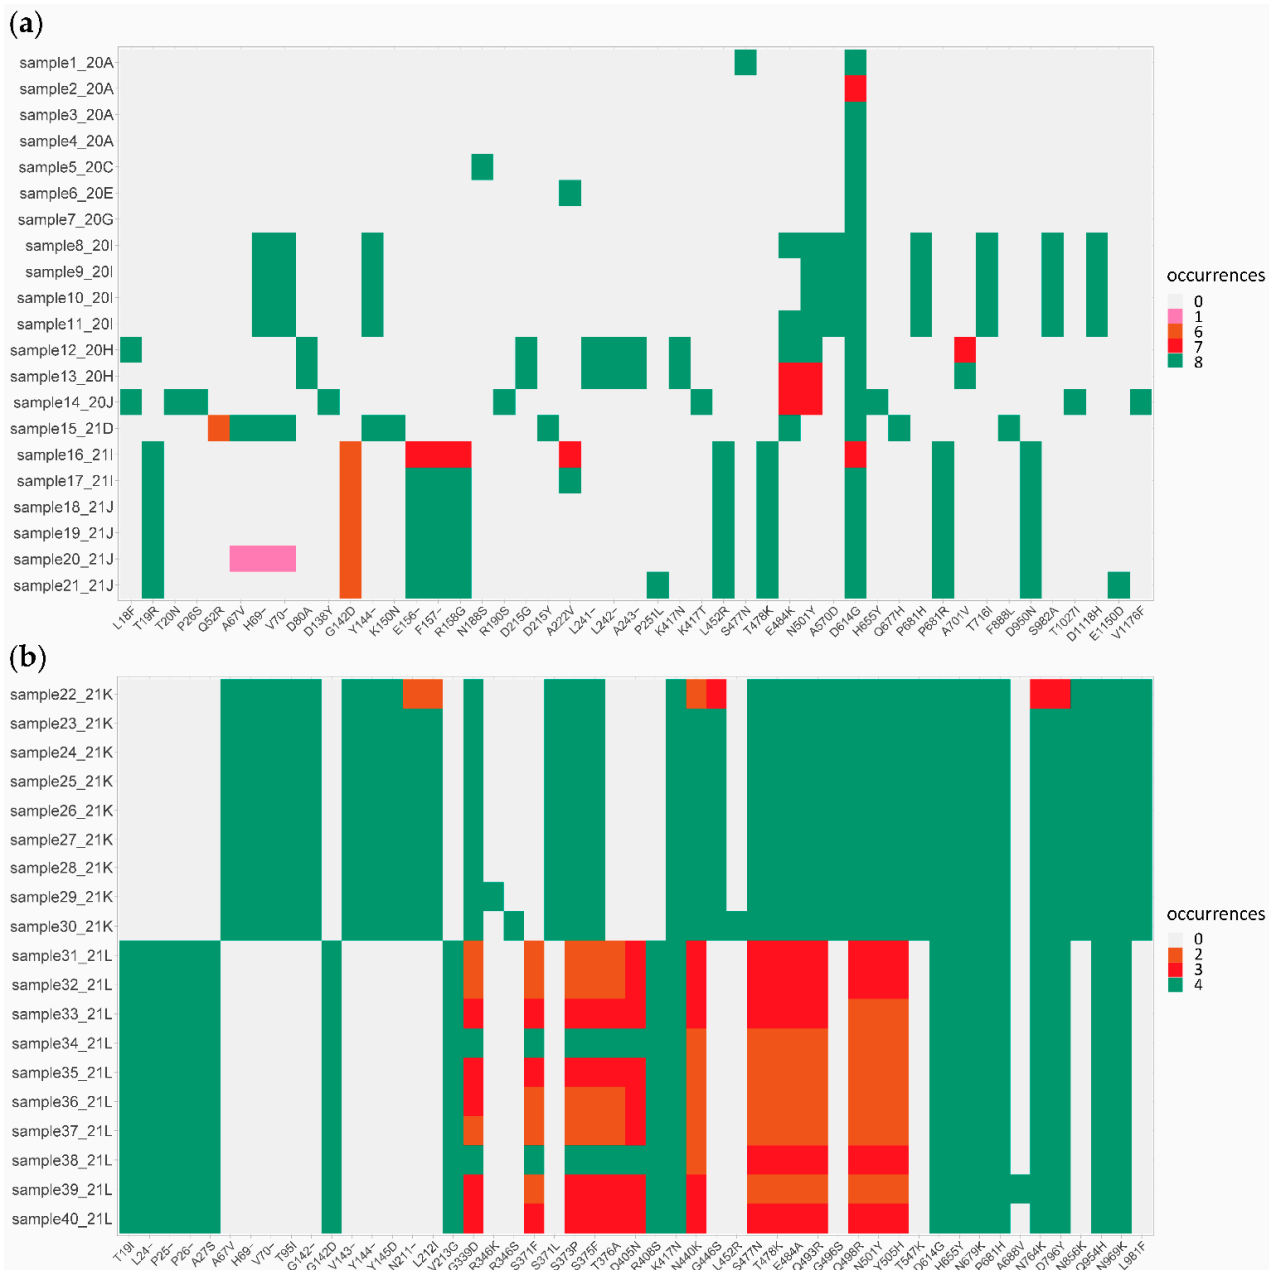 (a)
sample1_20A
sample2_20A
sample3_20A
sample4_20A
sample5_20C
sample6_20E
sample7_20G
sample8_20I
sample9_20I
sample10_20I
sample11_20I
sample12_20H
sample13_20H
sample14_20J
sample15_21D
sample16_21I
sample17_21I
sample18_21J
sample19_21J
sample20_21J
sample21_21J
L18F T19R T20N P26S Q52R A67V H69− V70− D80A D138Y G142D Y144− K150N E156− F157− R158G N188S R190S D215G D215Y A222V L241− L242− A243− P251L K417N K417T L452R S477N T478K E484K N501Y A570D D614G H655Y Q677H P681H P681R A701V T716I F888L D950N S982A T1027I D1118H E1150D V1176F
occurrences
0
1
6
7
8
(b)
sample22_21K
sample23_21K
sample24_21K
sample25_21K
sample26_21K
sample27_21K
sample28_21K
sample29_21K
sample30_21K
sample31_21L
sample32_21L
sample33_21L
sample34_21L
sample35_21L
sample36_21L
sample37_21L
sample38_21L
sample39_21L
sample40_21L
T19I L24− P25− P26− A27S A67V H69− V70− T95I G142− G142D V143− Y144− Y145D N211− L212I V213G G339D R346K R346S S371F S371L S373P S375F T376A D405N R408S K417N N440K G446S L452R S477N T478K E484A Q493R G496S Q498R N501Y Y505H T547K D614G H655Y N679K P681H A688V N764K D796Y N856K Q954H N969K L981F
occurrences
0
2
3
4